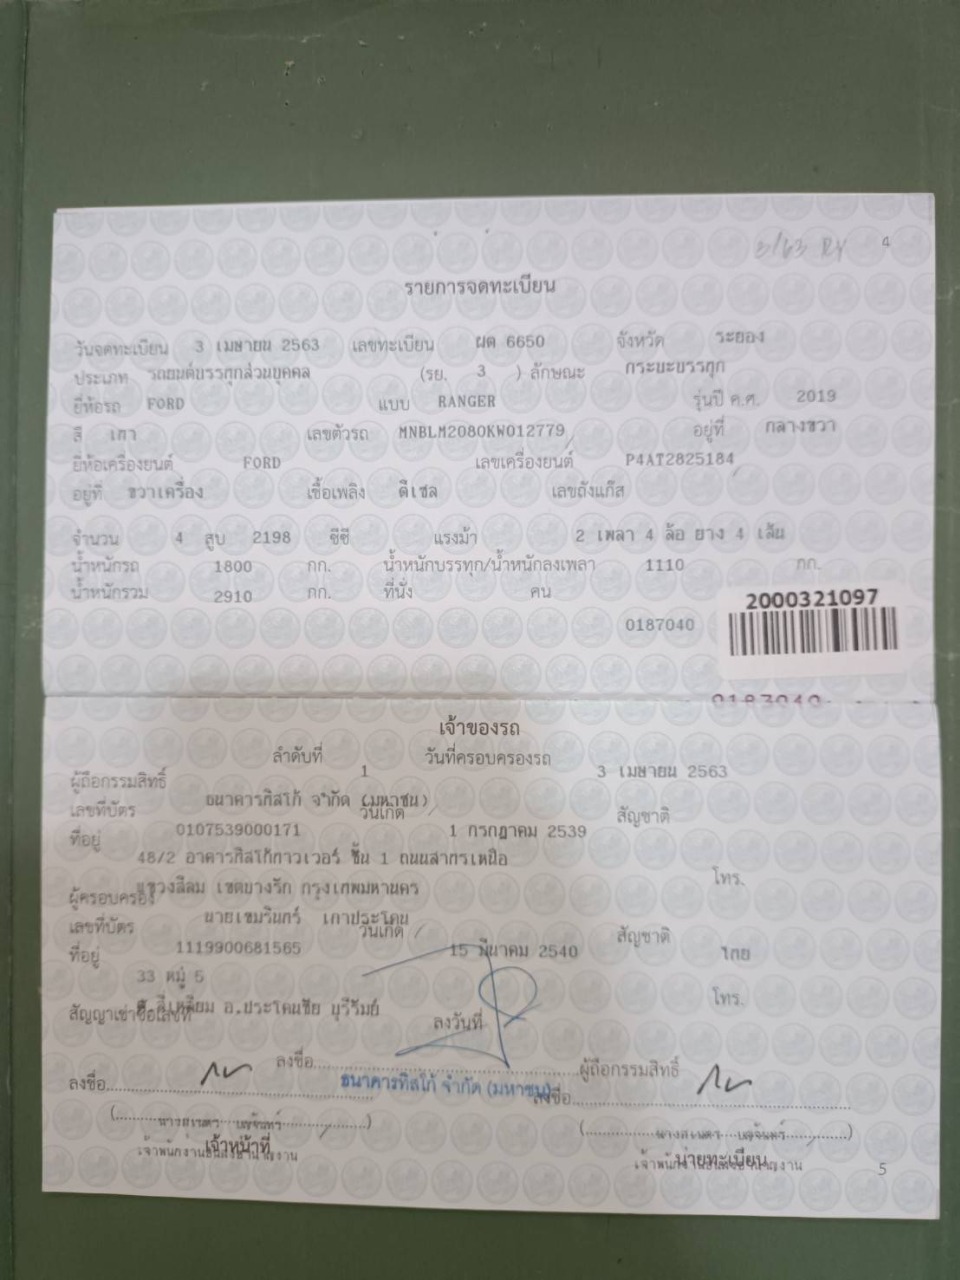 4
รายการจดทะเบียน
วันจดทะเบียน 3 เมษายน 2563 เลขทะเบียน ผต 6650 จังหวัด ระยอง
ประเภท รถยนต์บรรทุกส่วนบุคคล (รย. 3 ) ลักษณะ กระบะบรรทุก
ยี่ห้อรถ FORD แบบ RANGER รุ่นปี ค.ศ. 2019
สี เทา เลขตัวรถ MNBLM2080KW012779 อยู่ที่ กลางขวา
ยี่ห้อเครื่องยนต์ FORD เลขเครื่องยนต์ P4AT2825184
อยู่ที่ ขวาเครื่อง เชื้อเพลิง ดีเซล เลขถังแก๊ส
จำนวน 4 สูบ 2198 ซีซี แรงม้า 2 เพลา 4 ล้อ ยาง 4 เส้น
น้ำหนักรถ 1800 กก. น้ำหนักบรรทุก/น้ำหนักลงเพลา 1110 กก.
น้ำหนักรวม 2910 กก. ที่นั่ง คน
2000321097
0187040
เจ้าของรถ
ลำดับที่ 1 วันที่ครอบครองรถ 3 เมษายน 2563
ผู้ถือกรรมสิทธิ์ ธนาคารทิสโก้ จำกัด (มหาชน)
เลขที่บัตร 0107539000171 วันเกิด 1 กรกฎาคม 2539 สัญชาติ
ที่อยู่ 48/2 อาคารทิสโก้ทาวเวอร์ ชั้น 1 ถนนสาทรเหนือ
แขวงสีลม เขตบางรัก กรุงเทพมหานคร โทร.
ผู้ครอบครอง นายเขมรินทร์ เกาประโคน
เลขที่บัตร 1119900681565 วันเกิด 15 มีนาคม 2540 สัญชาติ ไทย
ที่อยู่ 33 หมู่ 5
ต.สี่เหลี่ยม อ.ประโคนชัย บุรีรัมย์ โทร.
สัญญาเช่าซื้อเลขที่ ลงวันที่
ลงชื่อ ผู้ถือกรรมสิทธิ์
ธนาคารทิสโก้ จำกัด (มหาชน)
ลงชื่อ ลงชื่อ
เจ้าหน้าที่ นายทะเบียน
5